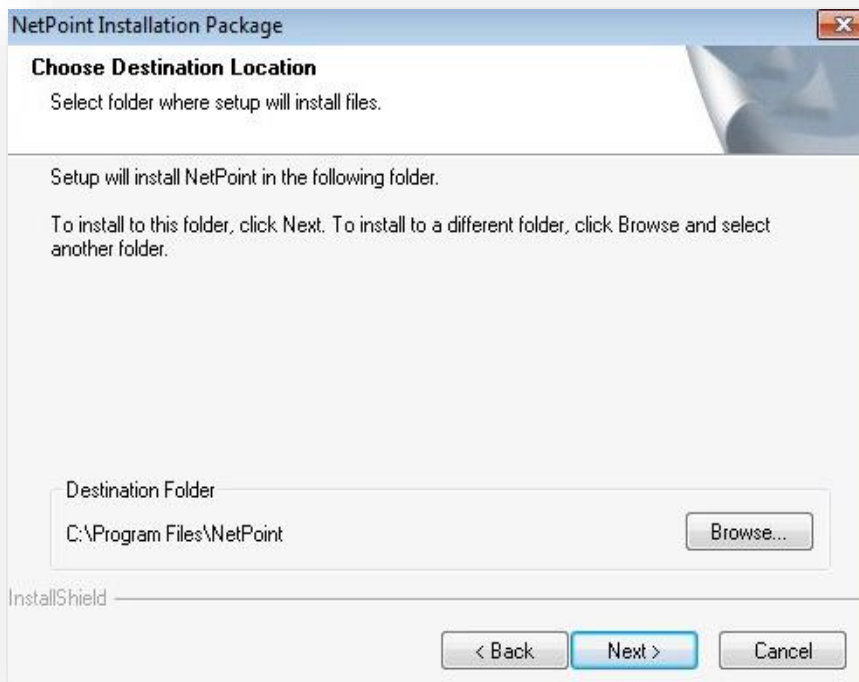 NetPoint Installation Package
Choose Destination Location
Select folder where setup will install files.
Setup will install NetPoint in the following folder.
To install to this folder, click Next. To install to a different folder, click Browse and select
another folder.
Destination Folder
C:\Program Files\NetPoint
Browse...
InstallShield
< Back
Next >
Cancel